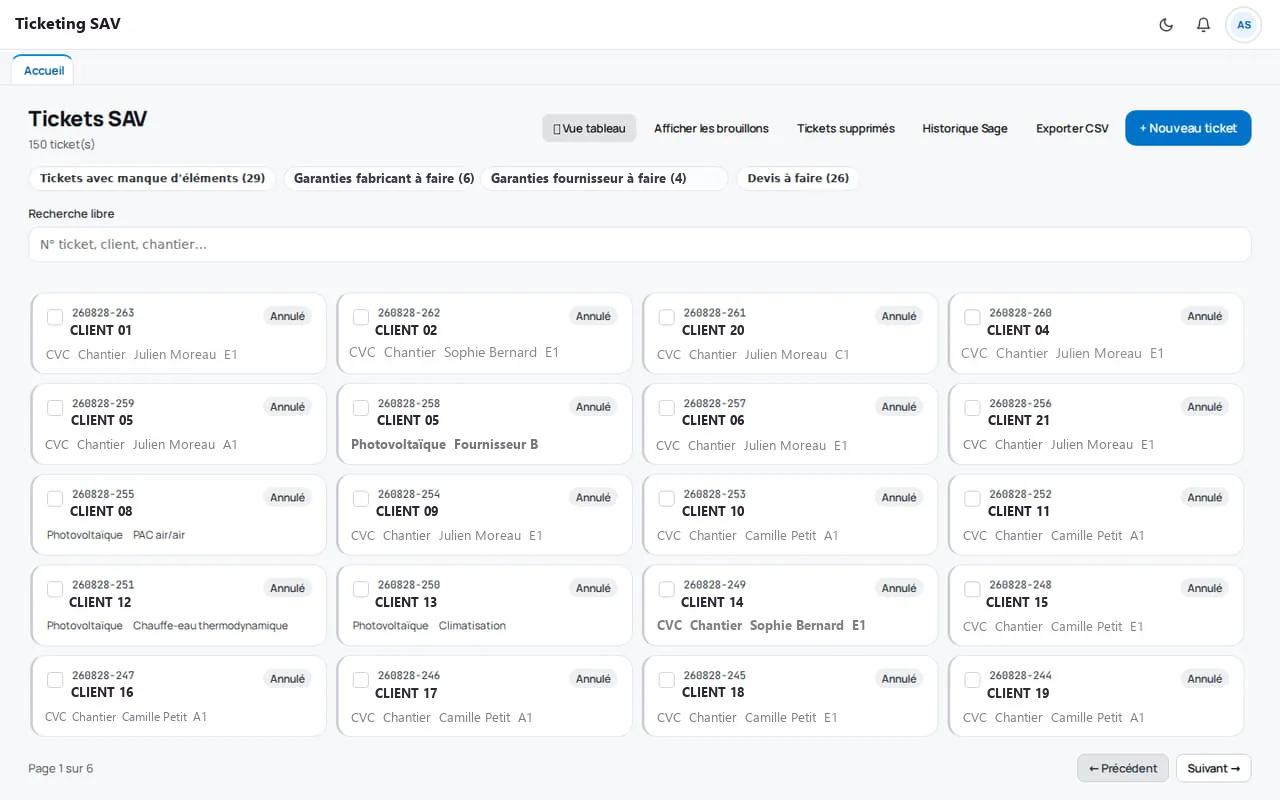 Ticketing SAV
AS
Accueil
Tickets SAV
150 ticket(s)
Vue tableau
Afficher les brouillons
Tickets supprimés
Historique Sage
Exporter CSV
+ Nouveau ticket
Tickets avec manque d'éléments (29)
Garanties fabricant à faire (6)
Garanties fournisseur à faire (4)
Devis à faire (26)
Recherche libre
N° ticket, client, chantier...
260828-263
Annulé
CLIENT 01
CVC Chantier Julien Moreau E1
260828-262
Annulé
CLIENT 02
CVC Chantier Sophie Bernard E1
260828-261
Annulé
CLIENT 20
CVC Chantier Julien Moreau C1
260828-260
Annulé
CLIENT 04
CVC Chantier Julien Moreau E1
260828-259
Annulé
CLIENT 05
CVC Chantier Julien Moreau A1
260828-258
Annulé
CLIENT 05
Photovoltaïque Fournisseur B
260828-257
Annulé
CLIENT 06
CVC Chantier Julien Moreau E1
260828-256
Annulé
CLIENT 21
CVC Chantier Julien Moreau E1
260828-255
Annulé
CLIENT 08
Photovoltaïque PAC air/air
260828-254
Annulé
CLIENT 09
CVC Chantier Julien Moreau E1
260828-253
Annulé
CLIENT 10
CVC Chantier Camille Petit A1
260828-252
Annulé
CLIENT 11
CVC Chantier Camille Petit A1
260828-251
Annulé
CLIENT 12
Photovoltaïque Chauffe-eau thermodynamique
260828-250
Annulé
CLIENT 13
Photovoltaïque Climatisation
260828-249
Annulé
CLIENT 14
CVC Chantier Sophie Bernard E1
260828-248
Annulé
CLIENT 15
CVC Chantier Camille Petit E1
260828-247
Annulé
CLIENT 16
CVC Chantier Camille Petit A1
260828-246
Annulé
CLIENT 17
CVC Chantier Camille Petit A1
260828-245
Annulé
CLIENT 18
CVC Chantier Camille Petit E1
260828-244
Annulé
CLIENT 19
CVC Chantier Camille Petit A1
Page 1 sur 6
← Précédent
Suivant →